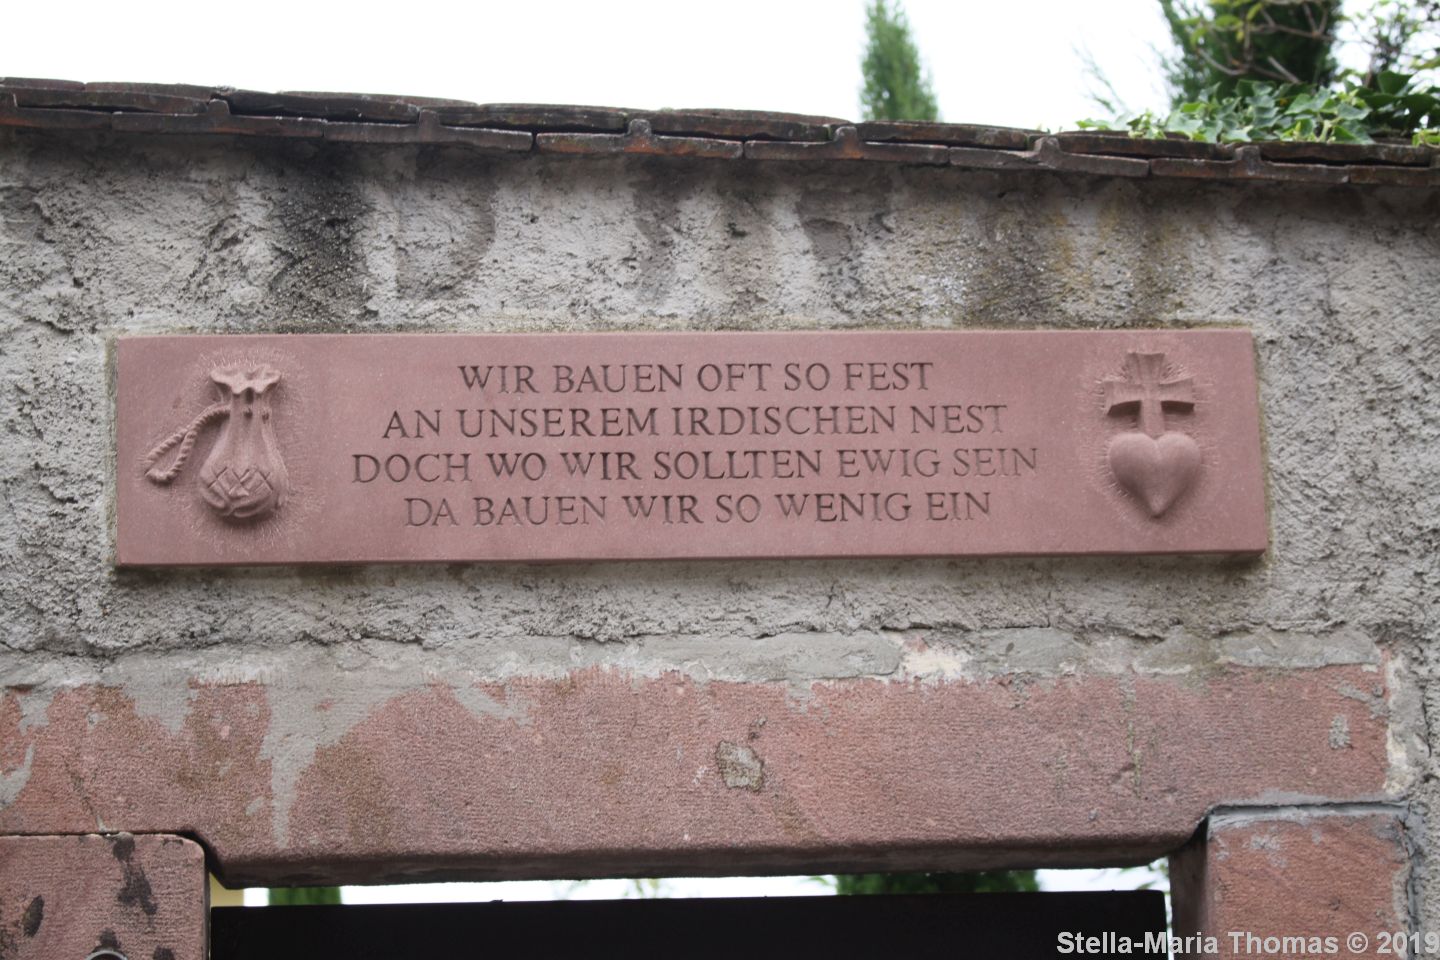 WIR BAUEN OFT SO FEST
AN UNSEREM IRDISCHEN NEST
DOCH WO WIR SOLLTEN EWIG SEIN
DA BAUEN WIR SO WENIG EIN
Stella-Maria Thomas © 2019